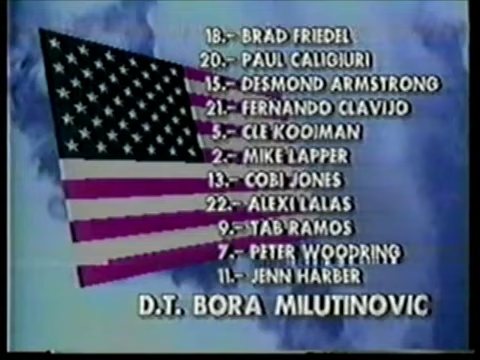 18.- BRAD FRIEDEL
20.- PAUL CALIGIURI
15.- DESMOND ARMSTRONG
21.- FERNANDO CLAVIJO
5.- CLE KOOIMAN
2.- MIKE LAPPER
13.- COBI JONES
22.- ALEXI LALAS
9.- TAB RAMOS
7.- PETER WOODRING
11.- JENN HARBER
D.T. BORA MILUTINOVIC